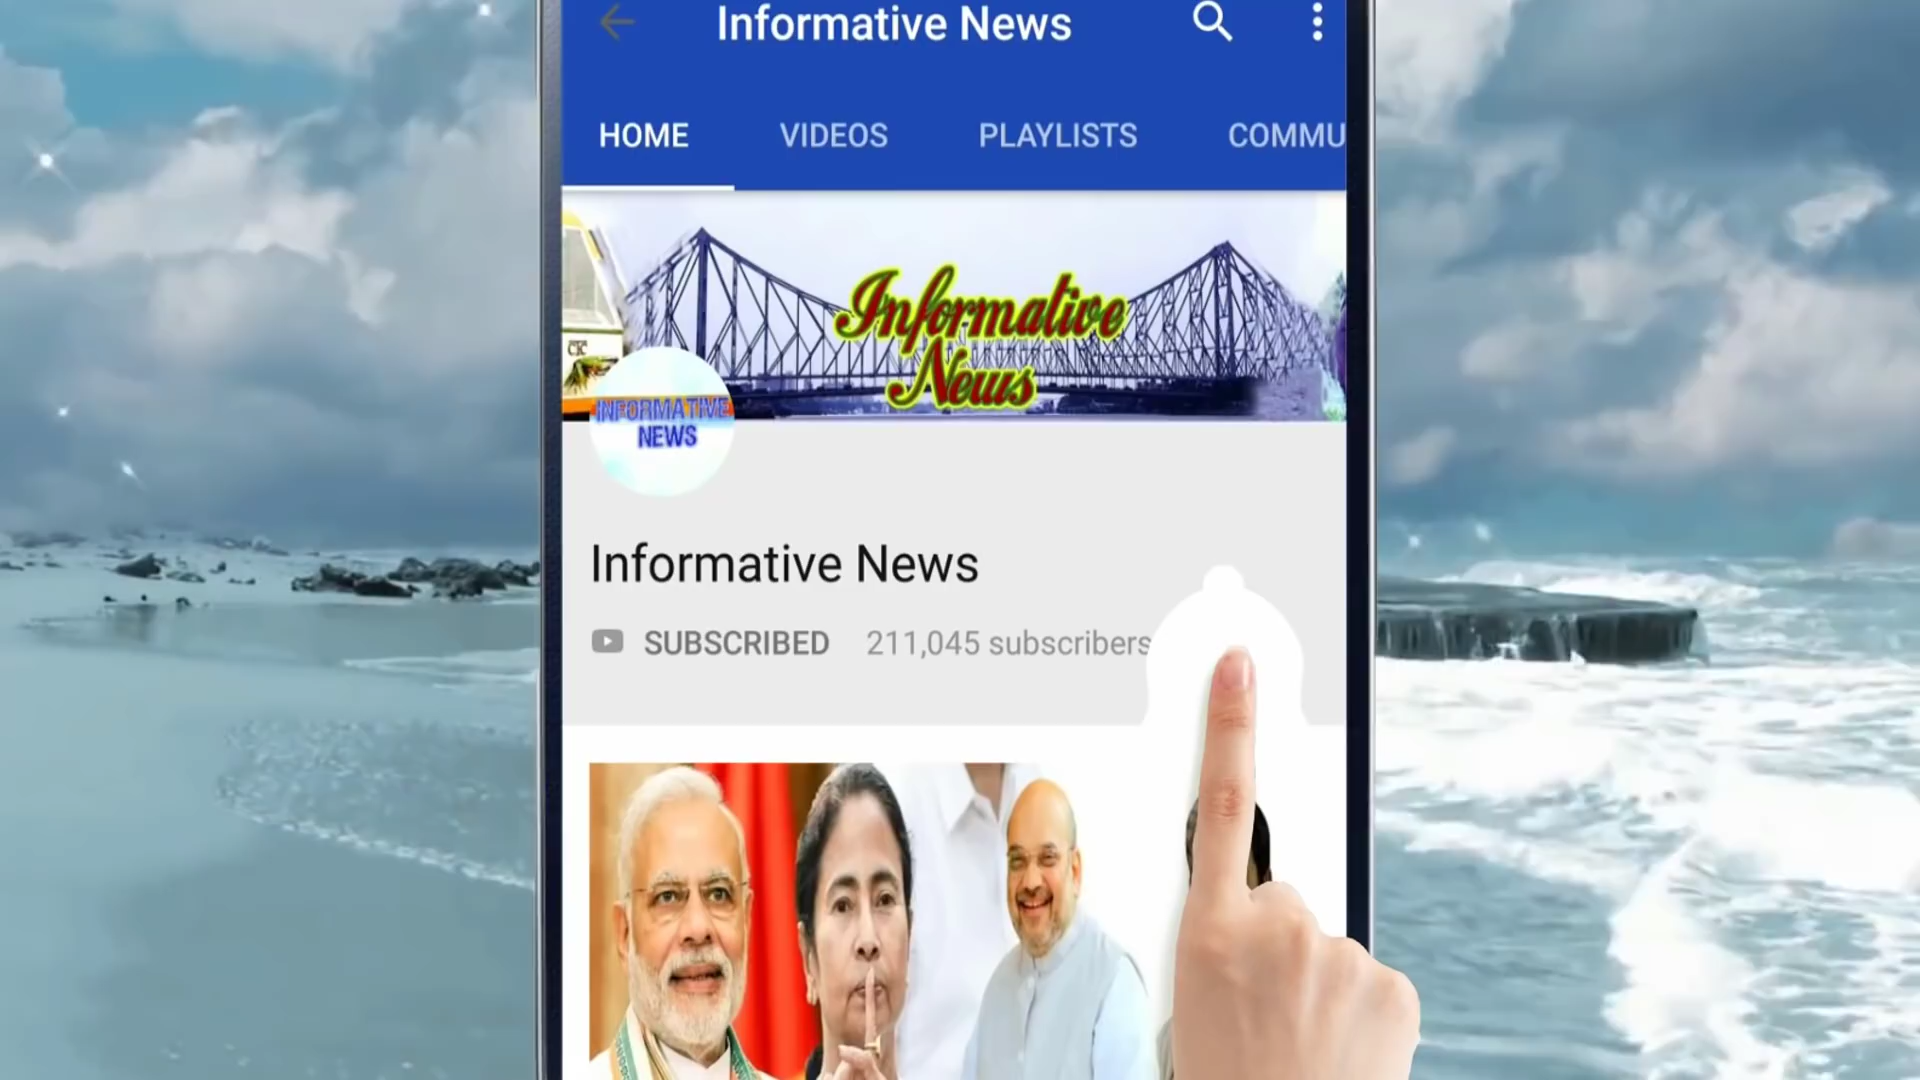 Informative News
HOME VIDEOS PLAYLISTS COMMU
Informative
News
INFORMATIVE
NEWS
Informative News
SUBSCRIBED 211,045 subscribers